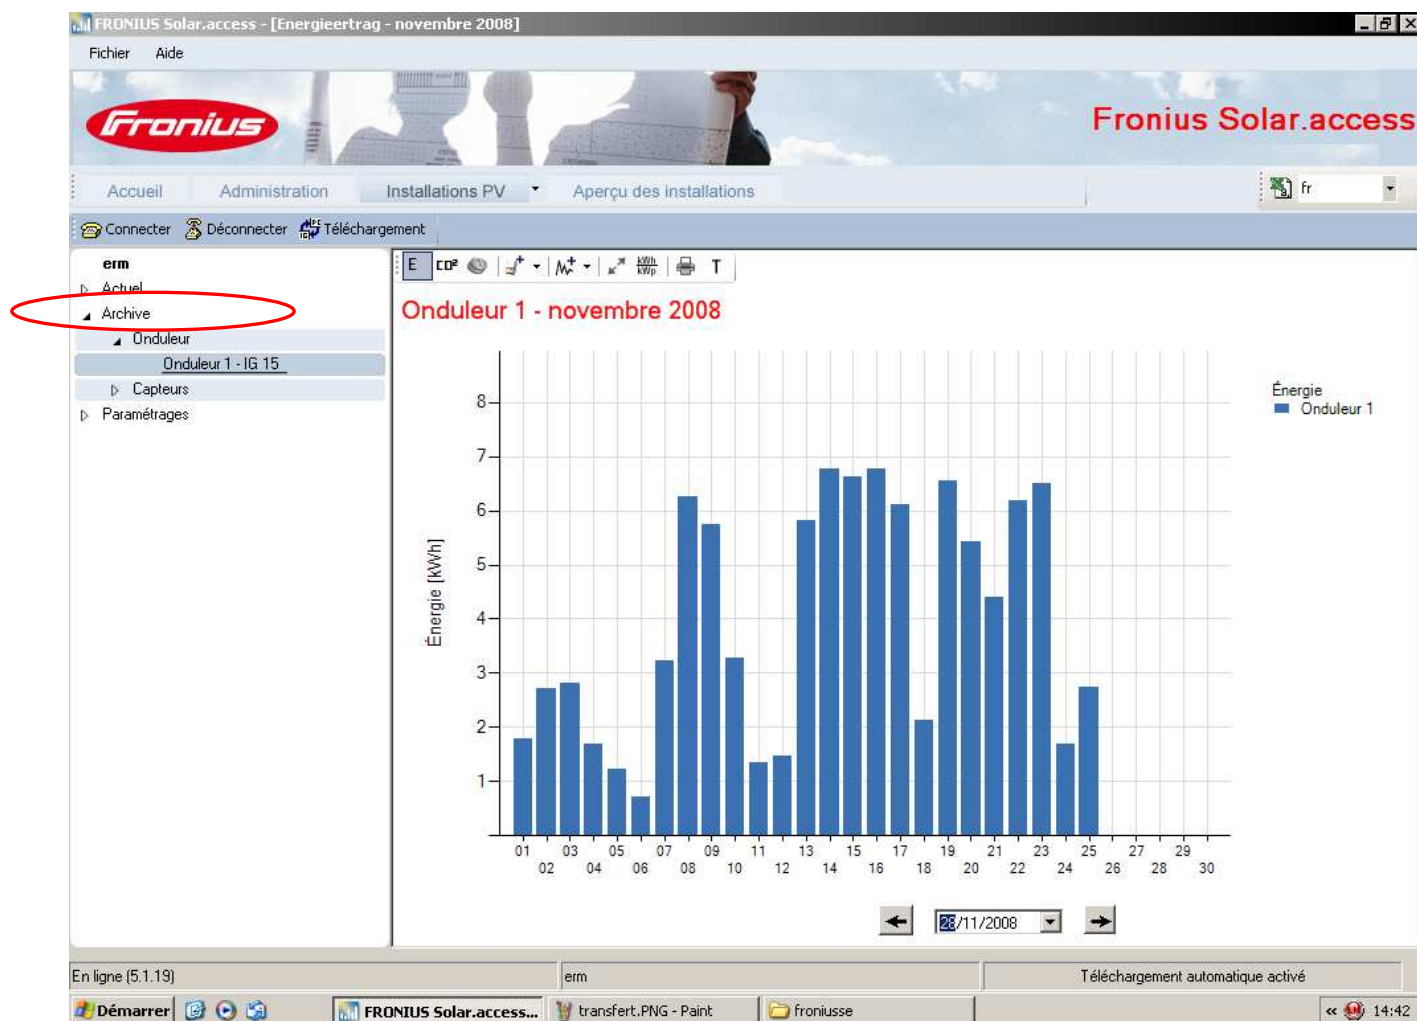 FRONIUS Solar.access - [Energieertrag - novembre 2008]
Fichier Aide
Fronius
Fronius Solar.access
Accueil Administration Installations PV Aperçu des installations fr
Connecter Déconnecter Téléchargement
erm
Actuel
Archive
Onduleur
Onduleur 1 - IG 15
Capteurs
Paramétrages
E CO² kWh kWp T
Onduleur 1 - novembre 2008
Énergie
Onduleur 1
Énergie [kWh]
8
7
6
5
4
3
2
1
01 03 05 07 09 11 13 15 17 19 21 23 25 27 29
02 04 06 08 10 12 14 16 18 20 22 24 26 28 30
28/11/2008
En ligne (5.1.19) erm Téléchargement automatique activé
Démarrer FRONIUS Solar.access... transfert.PNG - Paint froniusse « 14:42